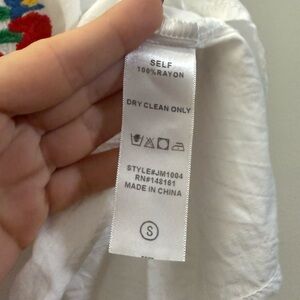 SELF
100%RAYON
DRY CLEAN ONLY
STYLE#JM1004
RN#148161
MADE IN CHINA
S